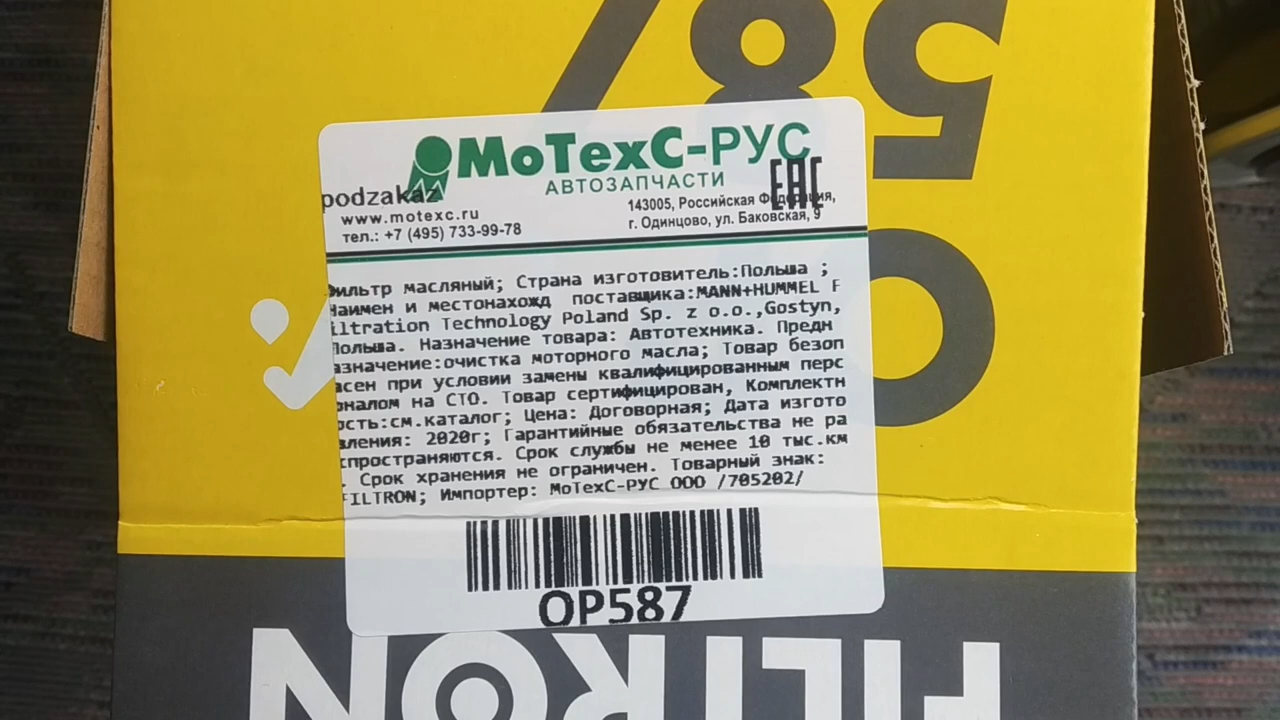 587
МоТехС-РУС
АВТОЗАПЧАСТИ
EAC
podzakaz
www.motexc.ru
тел.: +7 (495) 733-99-78
143005, Российская Федерация,
г. Одинцово, ул. Баковская, 9
Фильтр масляный; Страна изготовитель:Польша ;
Наимен и местонахожд поставщика:MANN+HUMMEL F
iltration Technology Poland Sp. z o.o.,Gostyn,
Польша. Назначение товара: Автотехника. Предн
азначение:очистка моторного масла; Товар безоп
асен при условии замены квалифицированным перс
оналом на СТО. Товар сертифицирован, Комплектн
ость:см.каталог; Цена: Договорная; Дата изгото
вления: 2020г; Гарантийные обязательства не ра
спространяются. Срок службы не менее 10 тыс.км
. Срок хранения не ограничен. Товарный знак:
FILTRON; Импортер: МоТехС-РУС ООО /705202/
OP587
FILTRON